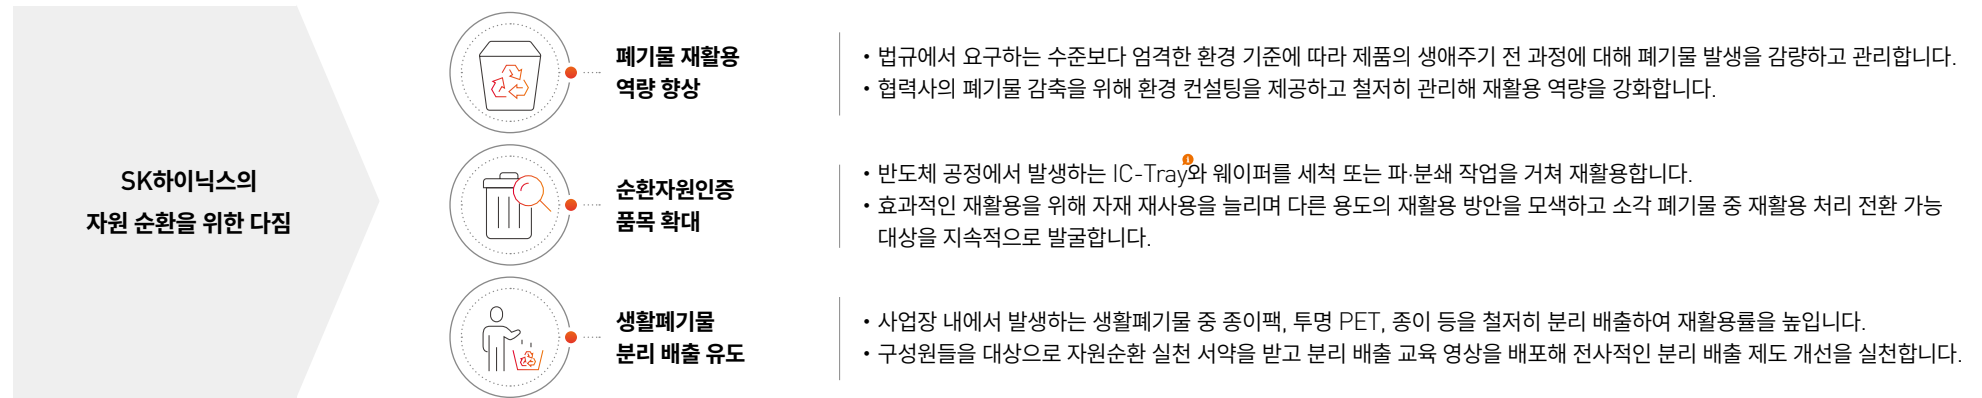 SK하이닉스의
자원 순환을 위한 다짐
폐기물 재활용
역량 향상
• 법규에서 요구하는 수준보다 엄격한 환경 기준에 따라 제품의 생애주기 전 과정에 대해 폐기물 발생을 감량하고 관리합니다.
• 협력사의 폐기물 감축을 위해 환경 컨설팅을 제공하고 철저히 관리해 재활용 역량을 강화합니다.
순환자원인증
품목 확대
• 반도체 공정에서 발생하는 IC-Tray와 웨이퍼를 세척 또는 파·분쇄 작업을 거쳐 재활용합니다.
• 효과적인 재활용을 위해 자재 재사용을 늘리며 다른 용도의 재활용 방안을 모색하고 소각 폐기물 중 재활용 처리 전환 가능
대상을 지속적으로 발굴합니다.
생활폐기물
분리 배출 유도
• 사업장 내에서 발생하는 생활폐기물 중 종이팩, 투명 PET, 종이 등을 철저히 분리 배출하여 재활용률을 높입니다.
• 구성원들을 대상으로 자원순환 실천 서약을 받고 분리 배출 교육 영상을 배포해 전사적인 분리 배출 제도 개선을 실천합니다.